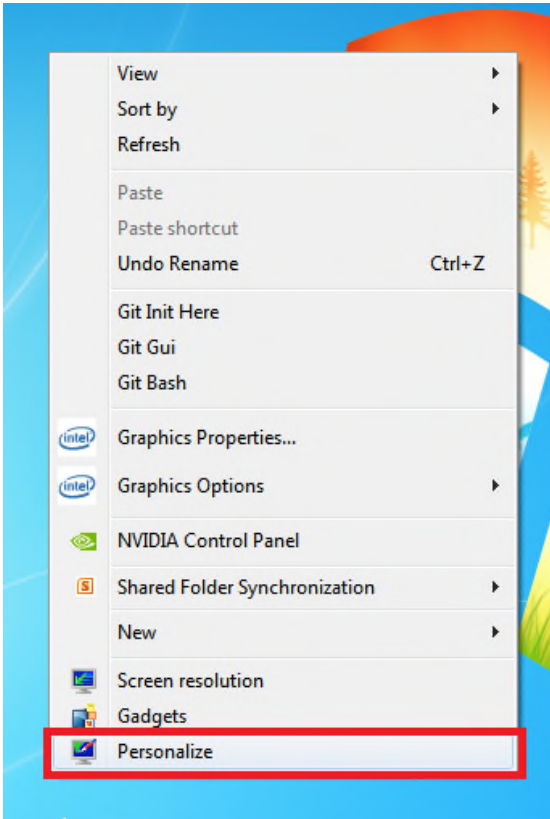 View
Sort by
Refresh
Paste
Paste shortcut
Undo Rename Ctrl+Z
Git Init Here
Git Gui
Git Bash
intel Graphics Properties...
intel Graphics Options
NVIDIA Control Panel
S Shared Folder Synchronization
New
Screen resolution
Gadgets
Personalize